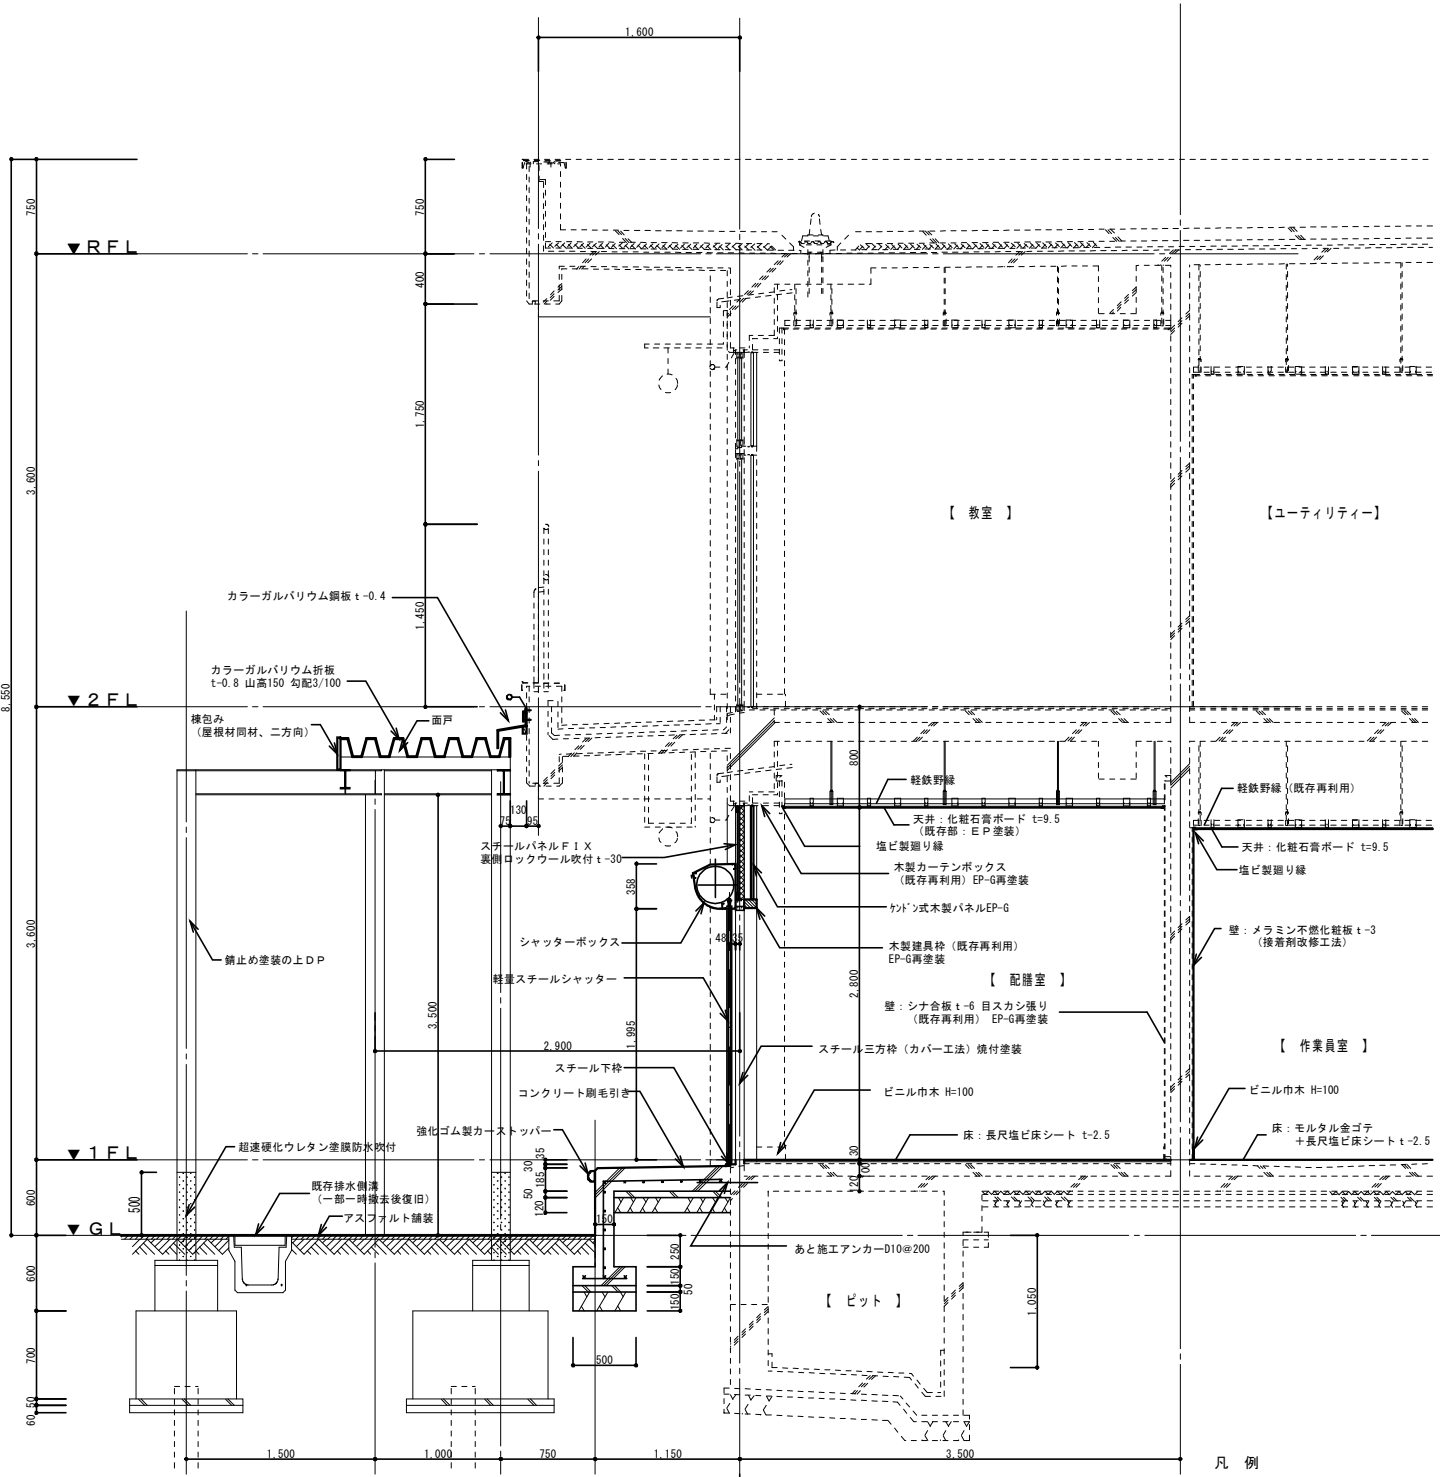 1,600
750
750
▼RFL
400
1,750
3,600
【 教室 】
【ユーティリティー】
カラーガルバリウム鋼板 t-0.4
1,450
カラーガルバリウム折板
t-0.8 山高150 勾配3/100
8,550
▼2FL
棟包み
（屋根材同材、二方向）
面戸
800
軽鉄野縁
軽鉄野縁（既存再利用）
130
75
95
天井：化粧石膏ボード t=9.5
（既存部：ＥＰ塗装）
スチールパネルＦＩＸ
裏側ロックウール吹付 t-30
塩ビ製廻り縁
天井：化粧石膏ボード t=9.5
木製カーテンボックス
（既存再利用）EP-G再塗装
塩ビ製廻り縁
358
ケンドン式木製パネルEP-G
3,600
シャッターボックス
48
35
木製建具枠（既存再利用）
EP-G再塗装
壁：メラミン不燃化粧板 t-3
（接着剤改修工法）
錆止め塗装の上ＤＰ
軽量スチールシャッター
【 配膳室 】
2,800
壁：シナ合板 t-6 目スカシ張り
（既存再利用） EP-G再塗装
3,500
1,995
2,900
スチール三方枠（カバー工法）焼付塗装
【 作業員室 】
スチール下枠
コンクリート刷毛引き
ビニル巾木 H=100
ビニル巾木 H=100
強化ゴム製カーストッパー
超速硬化ウレタン塗膜防水吹付
床：長尺塩ビ床シート t-2.5
床：モルタル金ゴテ
＋長尺塩ビ床シート t-2.5
▼1FL
35
30
185
50
120
30
120
600
500
既存排水側溝
（一部一時撤去後復旧）
アスファルト舗装
150
▼GL
あと施工アンカーD10@200
250
150
50
150
600
【 ピット 】
1,050
500
700
50
60
1,500
1,000
750
1,150
3,500
凡 例